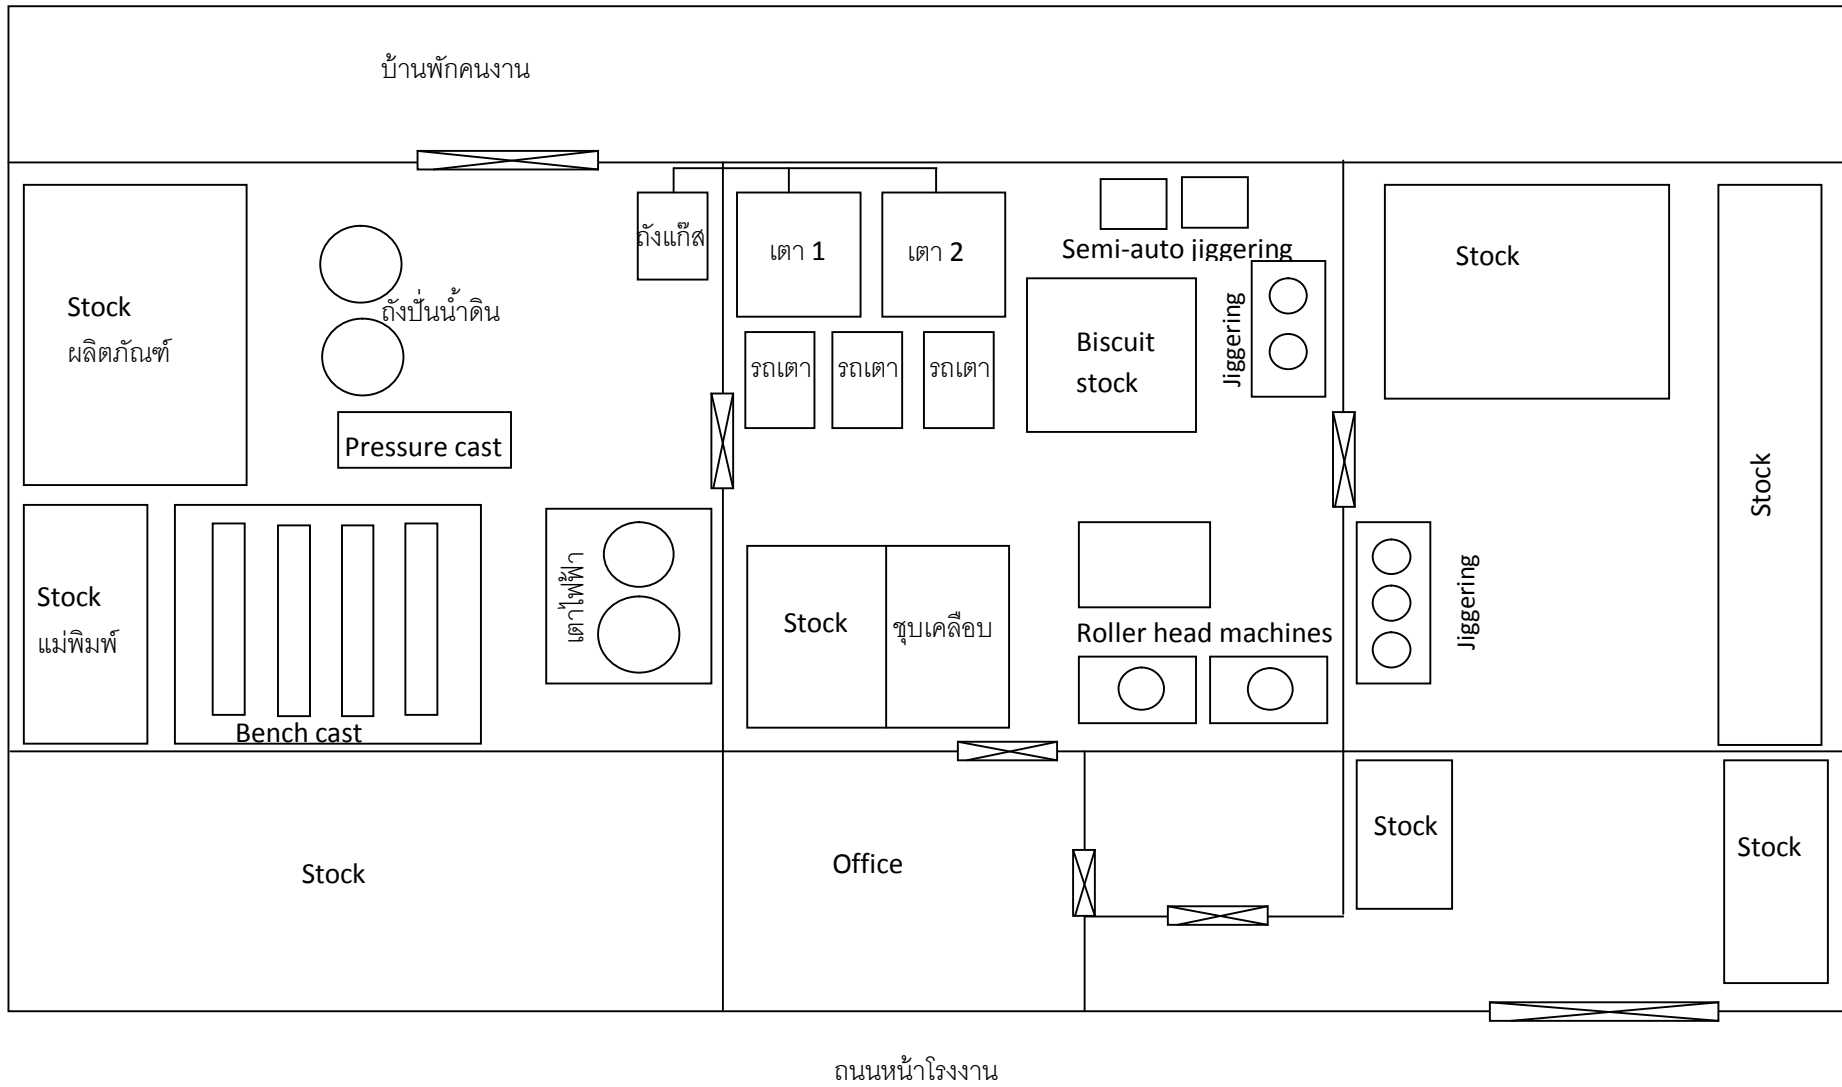 บ้านพักคนงาน
ถังแก๊ส
เตา 1
เตา 2
Semi-auto jiggering
Stock
Stock
ผลิตภัณฑ์
ถังปั่นน้ำดิน
Jiggering
Biscuit
stock
รถเตา
รถเตา
รถเตา
Pressure cast
Stock
Stock
แม่พิมพ์
เตาไฟฟ้า
Stock
ชุบเคลือบ
Roller head machines
Jiggering
Bench cast
Stock
Office
Stock
Stock
ถนนหน้าโรงงาน